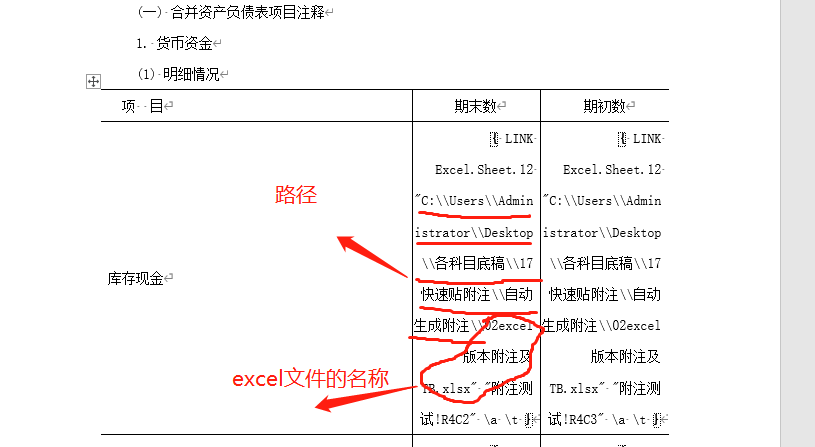 (一) 合并资产负债表项目注释
1. 货币资金
(1) 明细情况
项 目 期末数 期初数
{ LINK { LINK
Excel.Sheet.12 Excel.Sheet.12
"C:\\Users\\Admin "C:\\Users\\Admin
路径
istrator\\Desktop istrator\\Desktop
\\各科目底稿\\17 \\各科目底稿\\17
库存现金
快速贴附注\\自动 快速贴附注\\自动
生成附注\\02excel 生成附注\\02excel
版本附注及 版本附注及
excel文件的名称
TB.xlsx" "附注测 TB.xlsx" "附注测
试!R4C2" \a \t } 试!R4C3" \a \t }